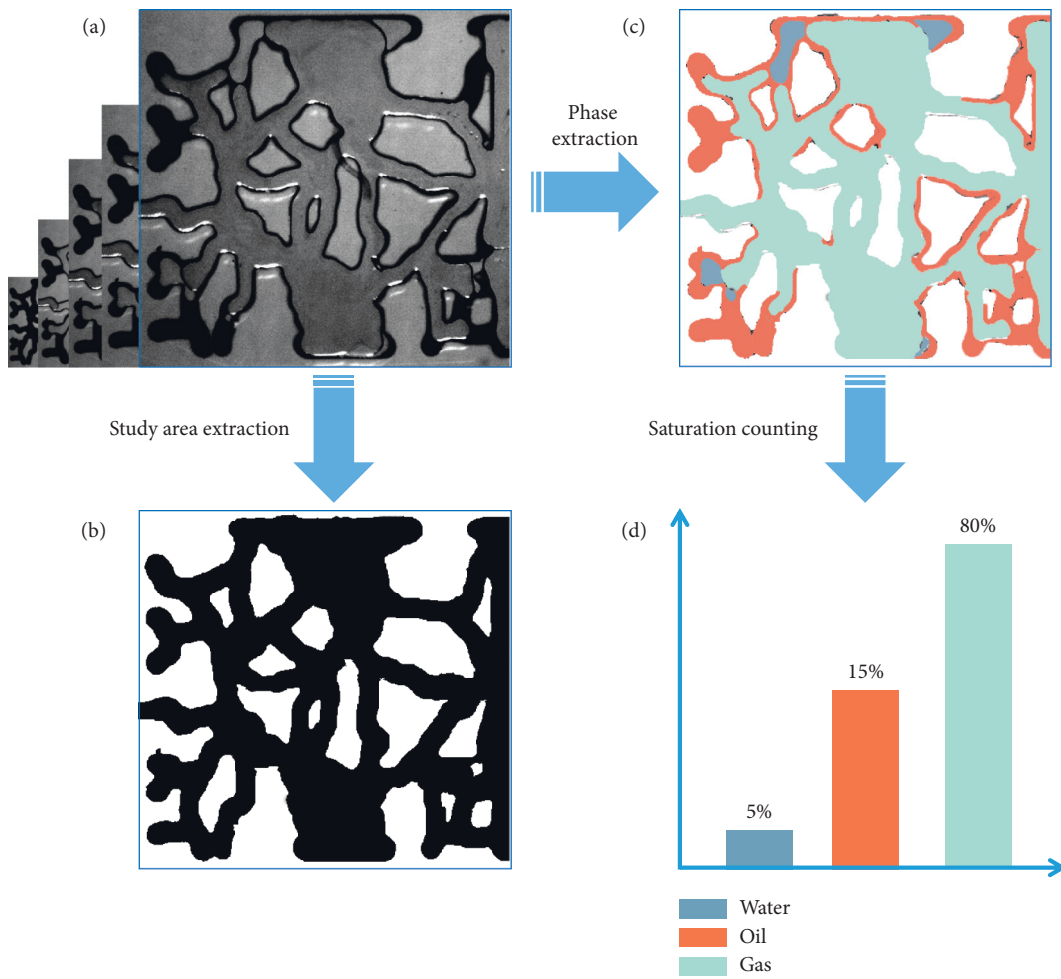 (a)
(c)
Phase
extraction
Study area extraction
Saturation counting
(b)
(d)
80%
15%
5%
Water
Oil
Gas